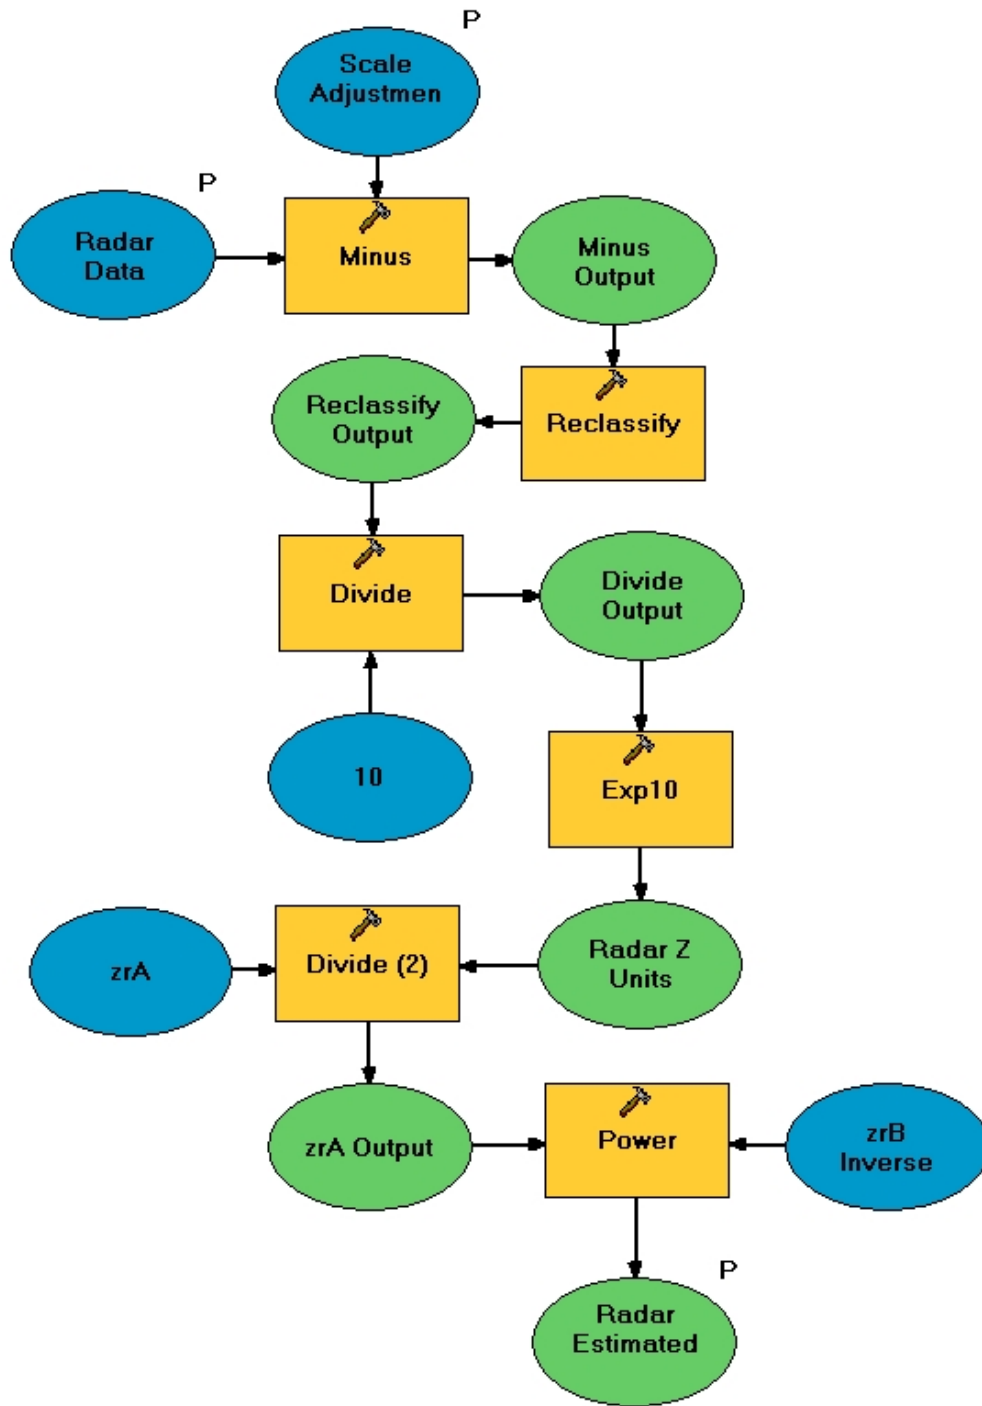 P
Scale
Adjustmen
P
Radar
Data
Minus
Minus
Output
Reclassify
Output
Reclassify
Divide
Divide
Output
10
Exp10
zrA
Divide (2)
Radar Z
Units
zrA Output
Power
zrB
Inverse
P
Radar
Estimated